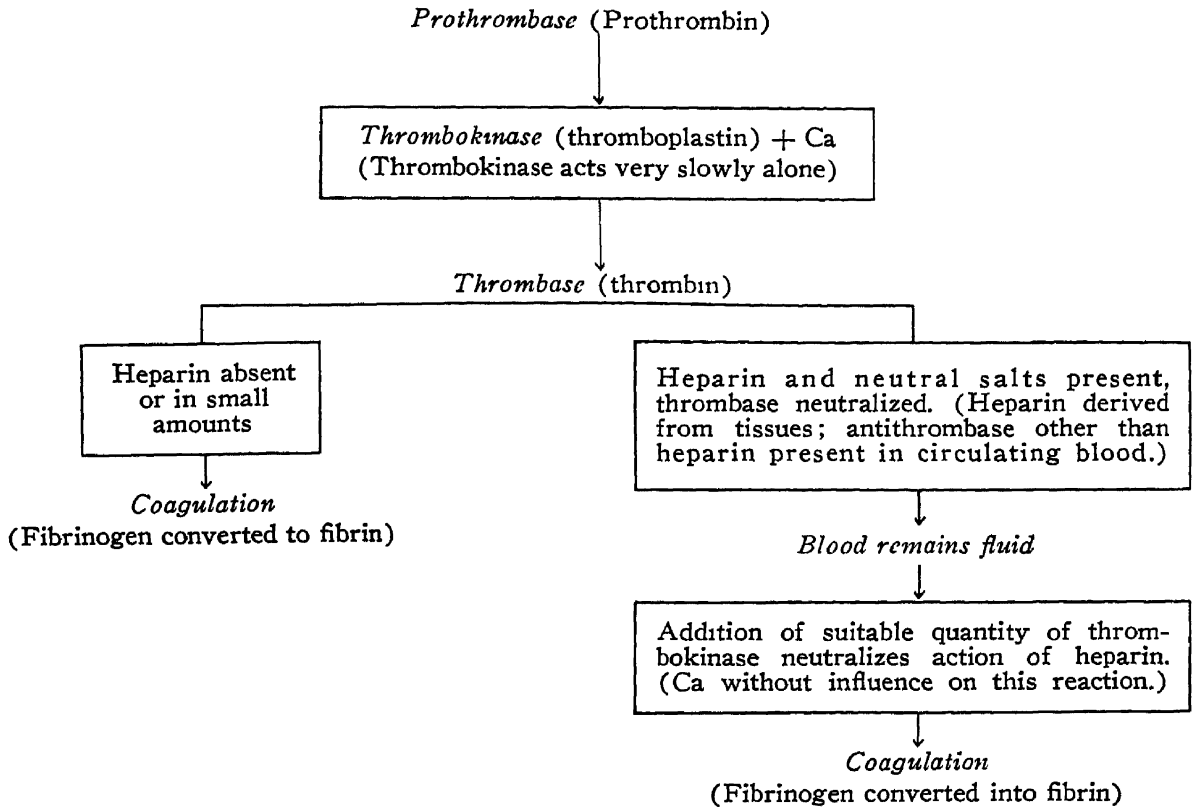 Prothrombase (Prothrombin)
Thrombokinase (thromboplastin) + Ca
(Thrombokinase acts very slowly alone)
Thrombase (thrombin)
Heparin absent
or in small
amounts
Coagulation
(Fibrinogen converted to fibrin)
Heparin and neutral salts present,
thrombase neutralized. (Heparin derived
from tissues; antithrombase other than
heparin present in circulating blood.)
Blood remains fluid
Addition of suitable quantity of throm-
bokinase neutralizes action of heparin.
(Ca without influence on this reaction.)
Coagulation
(Fibrinogen converted into fibrin)